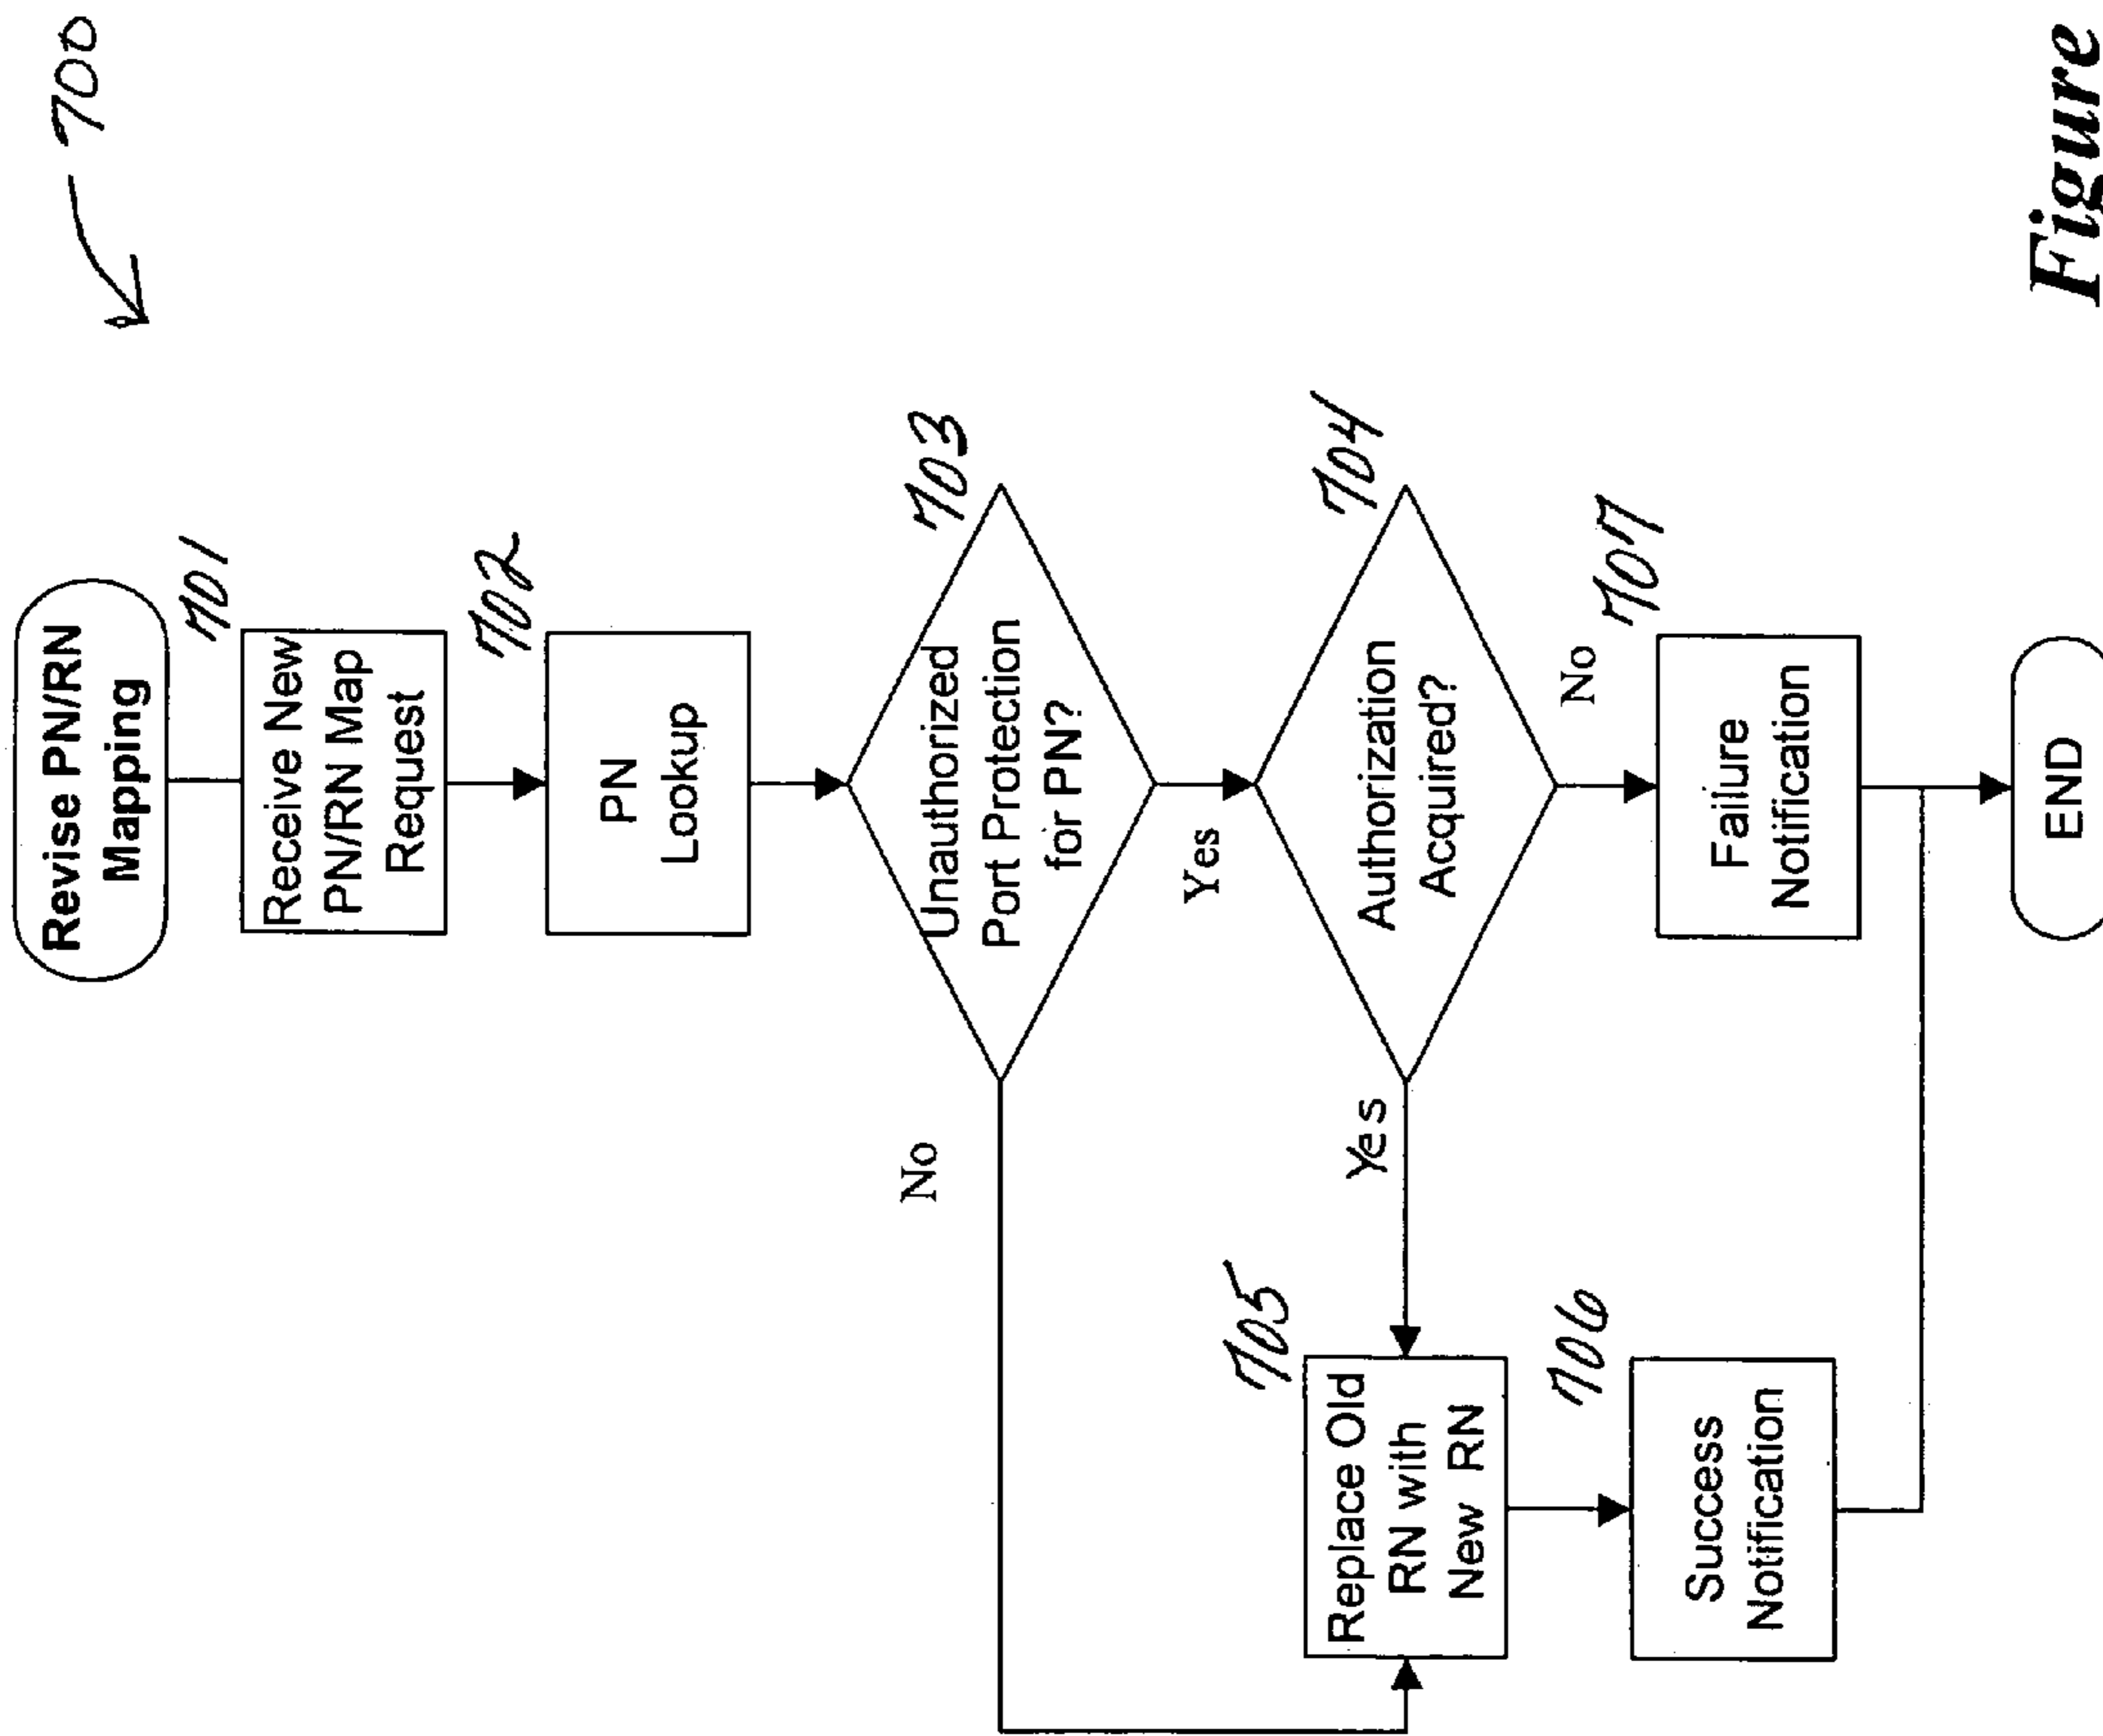 700
Revise PN/RN
Mapping
701
Receive New
PN/RN Map
Request
702
PN
Lookup
703
Unauthorized
Port Protection
for PN?
No
Yes
704
Authorization
Acquired?
Yes
No
705
Replace Old
RN with
New RN
706
Success
Notification
707
Failure
Notification
END
Figure